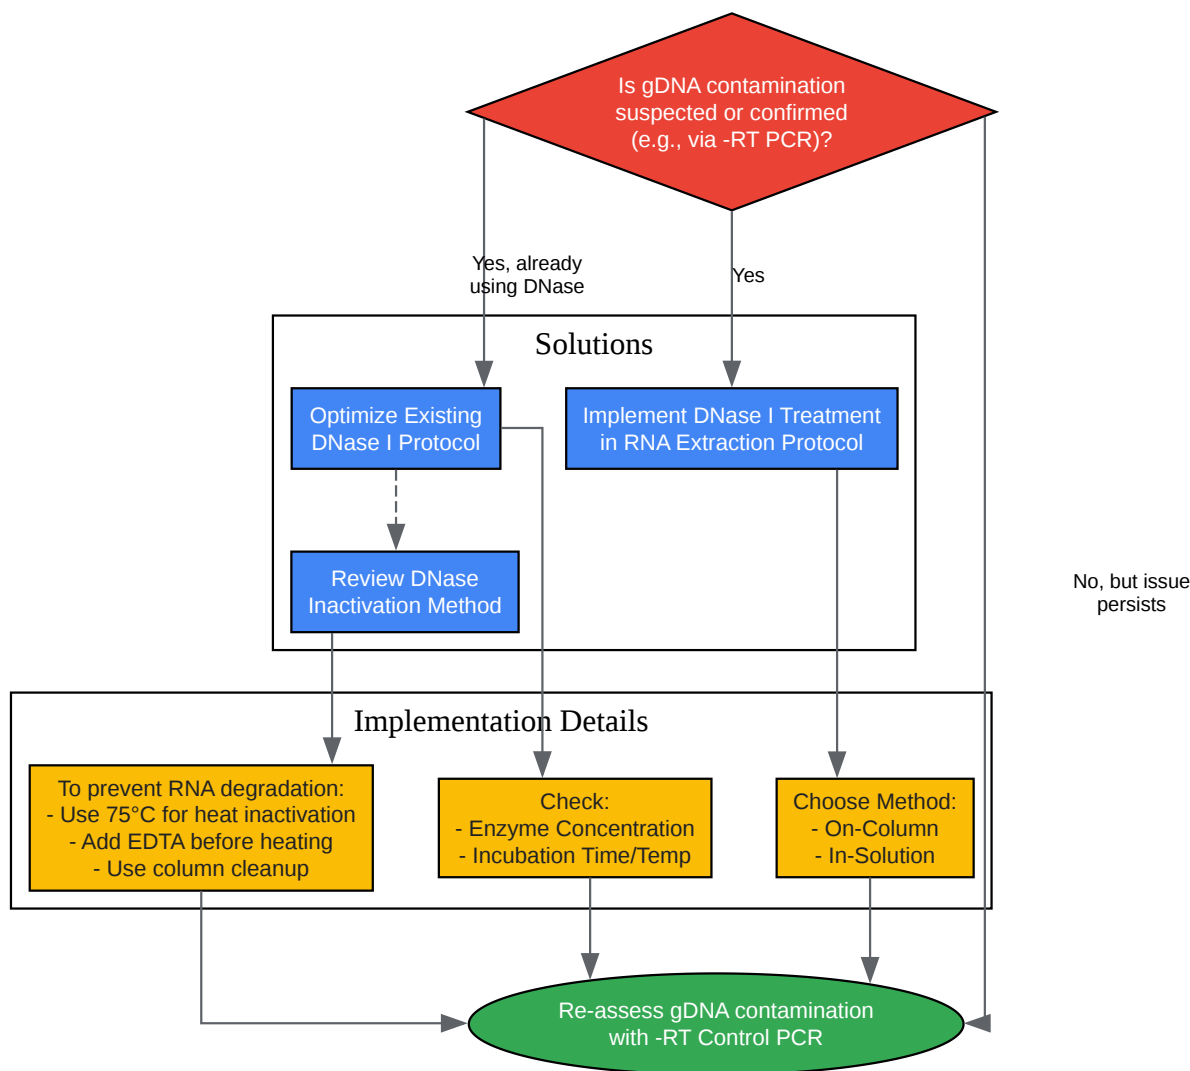 Is gDNA contamination
suspected or confirmed
(e.g., via -RT PCR)?
Yes, already
using DNase
Yes
Solutions
Optimize Existing
DNase I Protocol
Implement DNase I Treatment
in RNA Extraction Protocol
Review DNase
Inactivation Method
No, but issue
persists
Implementation Details
To prevent RNA degradation:
- Use 75°C for heat inactivation
- Add EDTA before heating
- Use column cleanup
Check:
- Enzyme Concentration
- Incubation Time/Temp
Choose Method:
- On-Column
- In-Solution
Re-assess gDNA contamination
with -RT Control PCR